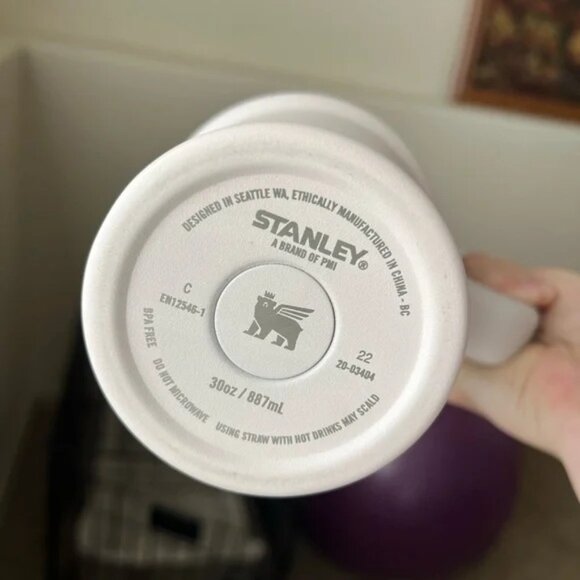 DESIGNED IN SEATTLE WA, ETHICALLY MANUFACTURED IN CHINA - BC
STANLEY®
A BRAND OF PMI
C
EN12546-1
22
20-03404
30oz / 887mL
BPA FREE
DO NOT MICROWAVE
USING STRAW WITH HOT DRINKS MAY SCALD